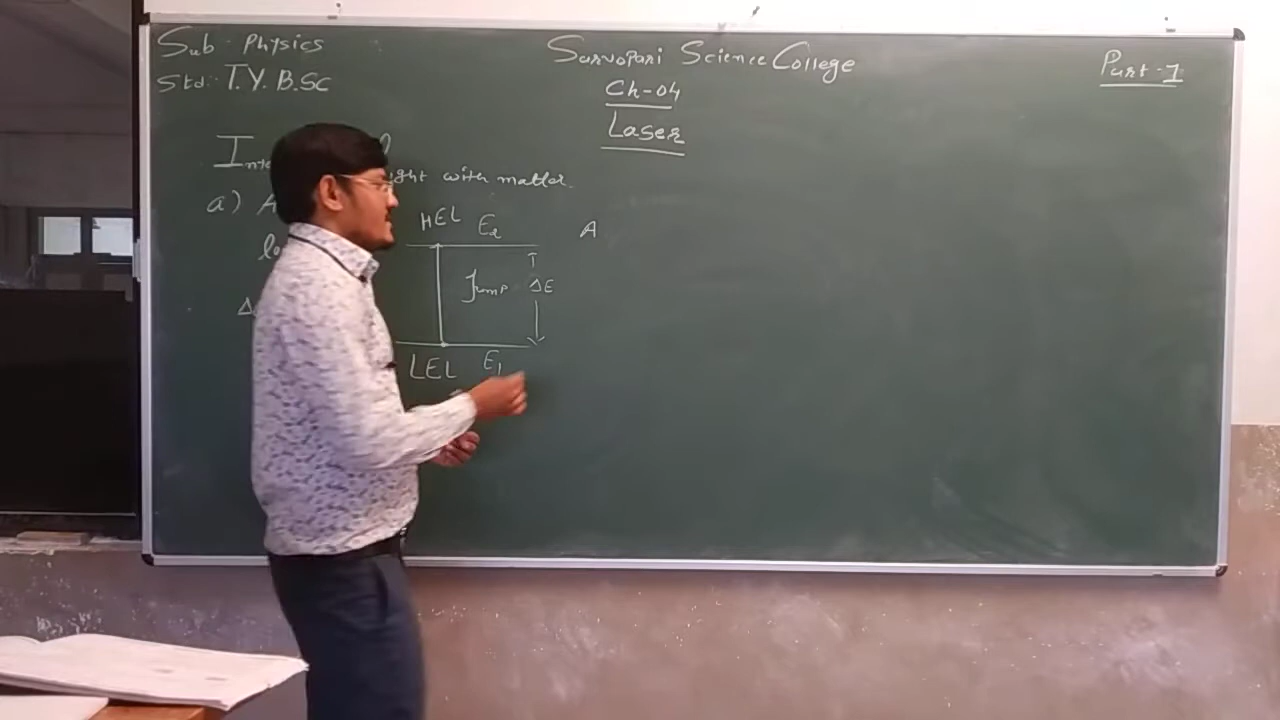 Sub - Physics
Std: T.Y. B.Sc
Sarvopari Science College
Ch-04
Laser
Part-1
with matter.
a) A
HEL E2
A
Jump ΔE
Δ
LEL E1